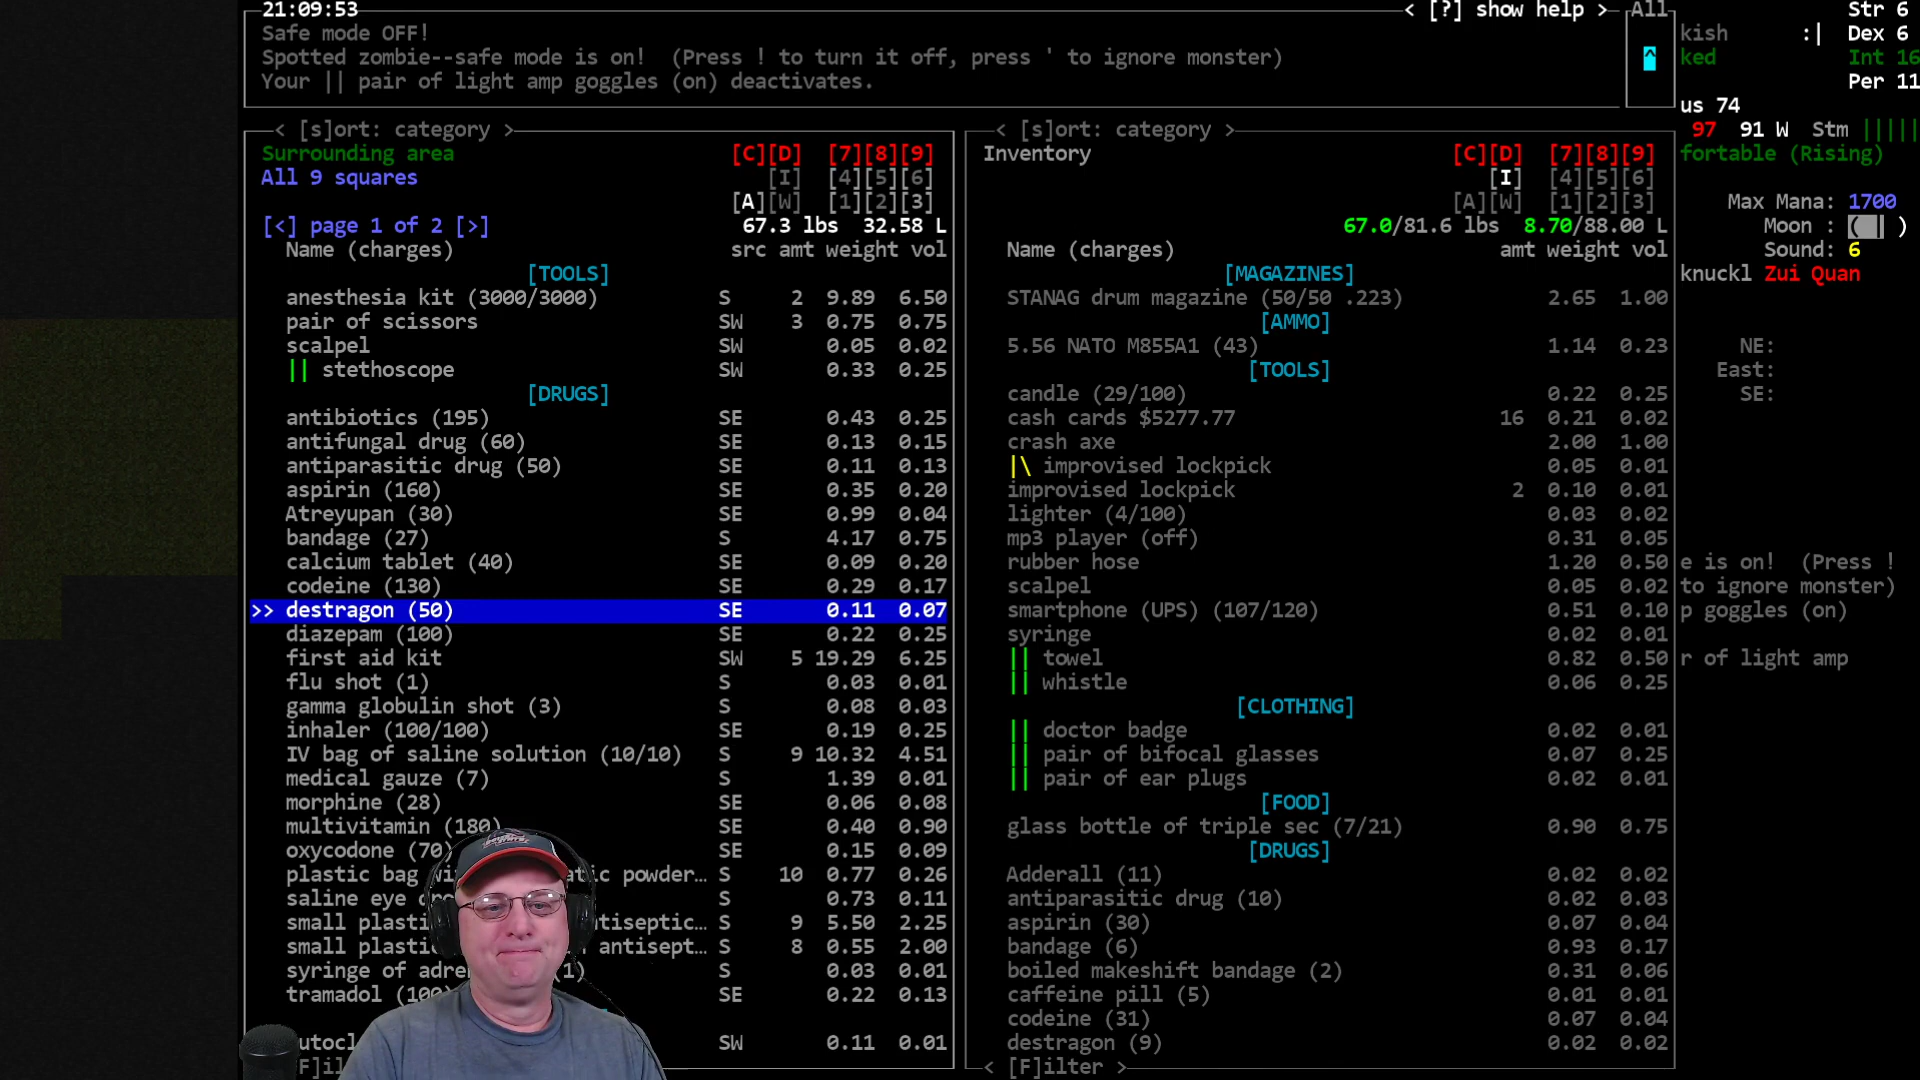 21:09:53
< [?] show help >
All
Str 6
Safe mode OFF!
kish :| Dex 6
Spotted zombie--safe mode is on! (Press ! to turn it off, press ' to ignore monster)
^
ked Int 16
Your || pair of light amp goggles (on) deactivates.
Per 11
us 74
97 91 W Stm |||||
fortable (Rising)
Max Mana: 1700
Moon : ( | )
Sound: 6
knuckl Zui Quan
NE:
East:
SE:
e is on! (Press !
to ignore monster)
p goggles (on)
r of light amp
< [s]ort: category >
Surrounding area [C][D] [7][8][9]
All 9 squares [I] [4][5][6]
[A][W] [1][2][3]
[<] page 1 of 2 [>] 67.3 lbs 32.58 L
Name (charges) src amt weight vol
[TOOLS]
anesthesia kit (3000/3000) S 2 9.89 6.50
pair of scissors SW 3 0.75 0.75
scalpel SW 0.05 0.02
|| stethoscope SW 0.33 0.25
[DRUGS]
antibiotics (195) SE 0.43 0.25
antifungal drug (60) SE 0.13 0.15
antiparasitic drug (50) SE 0.11 0.13
aspirin (160) SE 0.35 0.20
Atreyupan (30) SE 0.99 0.04
bandage (27) S 4.17 0.75
calcium tablet (40) SE 0.09 0.20
codeine (130) SE 0.29 0.17
>> destragon (50) SE 0.11 0.07
diazepam (100) SE 0.22 0.25
first aid kit SW 5 19.29 6.25
flu shot (1) S 0.03 0.01
gamma globulin shot (3) S 0.08 0.03
inhaler (100/100) SE 0.19 0.25
IV bag of saline solution (10/10) S 9 10.32 4.51
medical gauze (7) S 1.39 0.01
morphine (28) SE 0.06 0.08
multivitamin (180) SE 0.40 0.90
oxycodone (70 SE 0.15 0.09
plastic bag wi tic powder… S 10 0.77 0.26
saline eye S 0.73 0.11
small plasti tiseptic… S 9 5.50 2.25
small plasti antisept… S 8 0.55 2.00
syringe of adre (1) S 0.03 0.01
tramadol (100 SE 0.22 0.13
utocl SW 0.11 0.01
[F]il
< [s]ort: category >
Inventory [C][D] [7][8][9]
[I] [4][5][6]
[A][W] [1][2][3]
67.0/81.6 lbs 8.70/88.00 L
Name (charges) amt weight vol
[MAGAZINES]
STANAG drum magazine (50/50 .223) 2.65 1.00
[AMMO]
5.56 NATO M855A1 (43) 1.14 0.23
[TOOLS]
candle (29/100) 0.22 0.25
cash cards $5277.77 16 0.21 0.02
crash axe 2.00 1.00
|\ improvised lockpick 0.05 0.01
improvised lockpick 2 0.10 0.01
lighter (4/100) 0.03 0.02
mp3 player (off) 0.31 0.05
rubber hose 1.20 0.50
scalpel 0.05 0.02
smartphone (UPS) (107/120) 0.51 0.10
syringe 0.02 0.01
|| towel 0.82 0.50
|| whistle 0.06 0.25
[CLOTHING]
|| doctor badge 0.02 0.01
|| pair of bifocal glasses 0.07 0.25
|| pair of ear plugs 0.02 0.01
[FOOD]
glass bottle of triple sec (7/21) 0.90 0.75
[DRUGS]
Adderall (11) 0.02 0.02
antiparasitic drug (10) 0.02 0.03
aspirin (30) 0.07 0.04
bandage (6) 0.93 0.17
boiled makeshift bandage (2) 0.31 0.06
caffeine pill (5) 0.01 0.01
codeine (31) 0.07 0.04
destragon (9) 0.02 0.02
< [F]ilter >